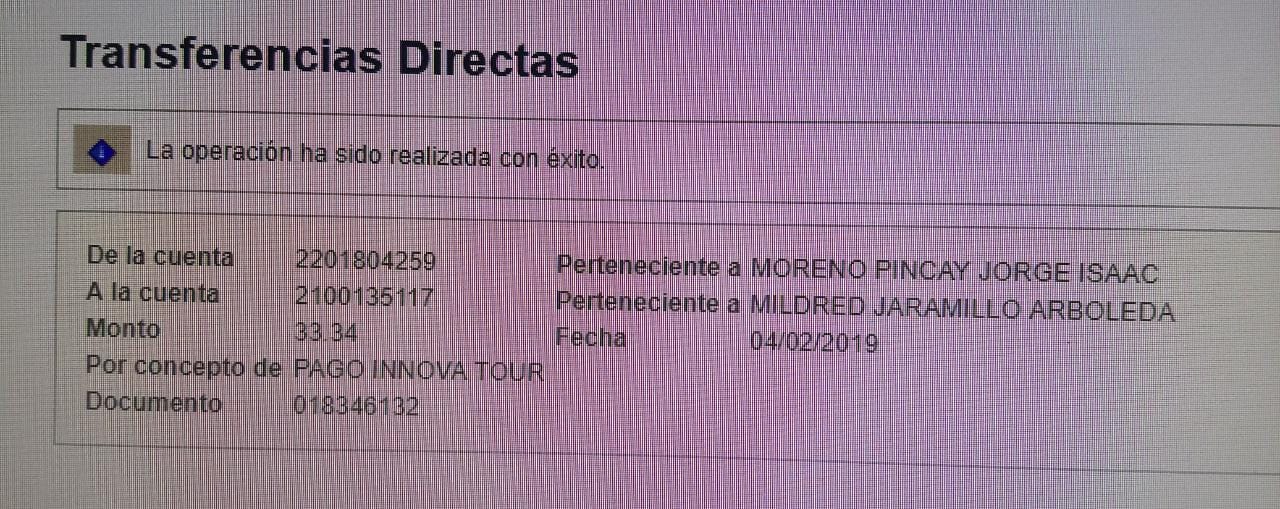 Transferencias Directas
La operación ha sido realizada con éxito.
De la cuenta 2201804259 Perteneciente a MORENO PINCAY JORGE ISAAC
A la cuenta 2100135117 Perteneciente a MILDRED JARAMILLO ARBOLEDA
Monto 33.34 Fecha 04/02/2019
Por concepto de PAGO INNOVA TOUR
Documento 018346132